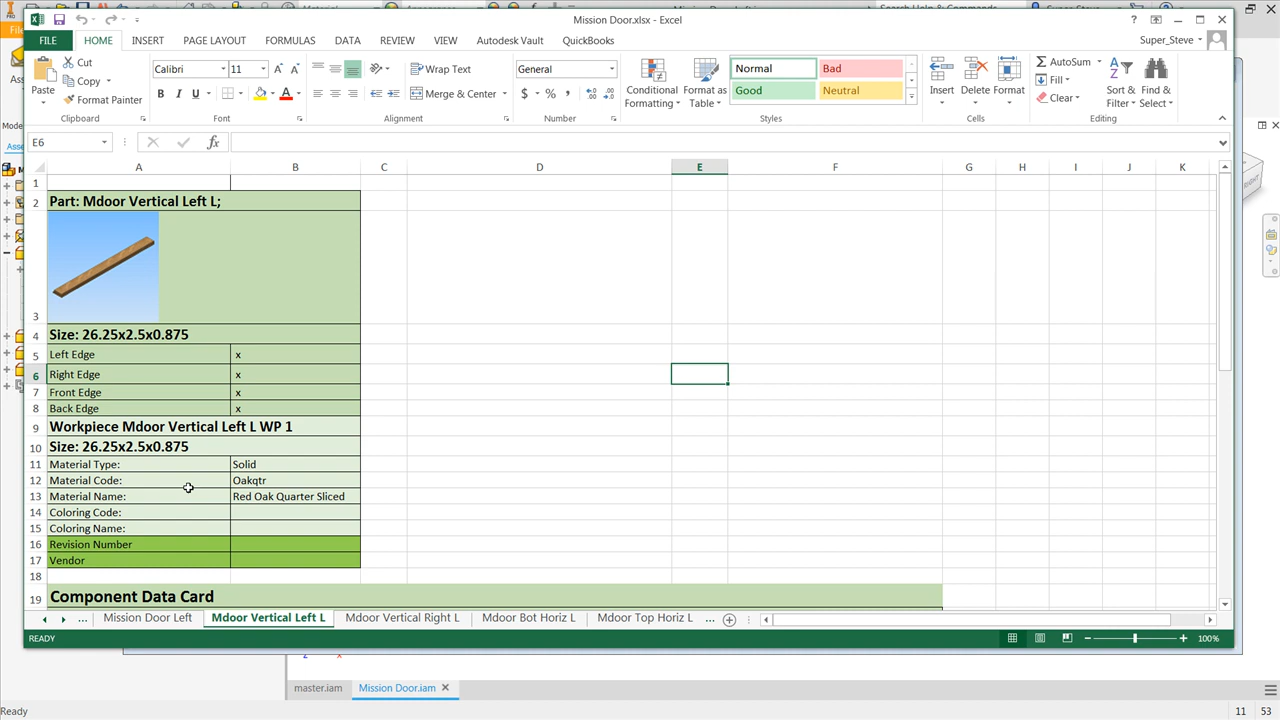 Mission Door.xlsx - Excel
Super_Steve
FILE HOME INSERT PAGE LAYOUT FORMULAS DATA REVIEW VIEW Autodesk Vault QuickBooks
Cut
Copy
Format Painter
Paste
Clipboard
Calibri 11
B I U A
Font
Wrap Text
Merge & Center
Alignment
General
$ % ,
Number
Conditional Formatting
Format as Table
Normal Bad
Good Neutral
Styles
Insert Delete Format
Cells
AutoSum
Fill
Clear
Sort & Filter
Find & Select
Editing
E6 fx
A B C D E F G H I J K
1
2 Part: Mdoor Vertical Left L;
3
4 Size: 26.25x2.5x0.875
5 Left Edge x
6 Right Edge x
7 Front Edge x
8 Back Edge x
9 Workpiece Mdoor Vertical Left L WP 1
10 Size: 26.25x2.5x0.875
11 Material Type: Solid
12 Material Code: Oakqtr
13 Material Name: Red Oak Quarter Sliced
14 Coloring Code:
15 Coloring Name:
16 Revision Number
17 Vendor
18
19 Component Data Card
... Mission Door Left Mdoor Vertical Left L Mdoor Vertical Right L Mdoor Bot Horiz L Mdoor Top Horiz L ...
READY 100%
master.iam Mission Door.iam
Ready 11 53
RIGHT